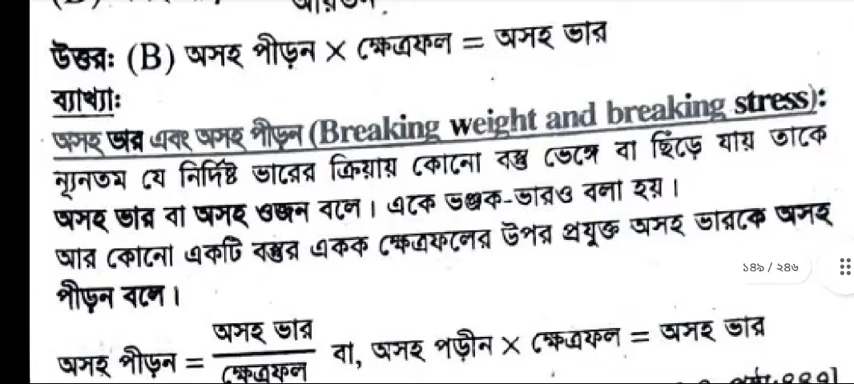 উত্তর: (B) অসহ পীড়ন × ক্ষেত্রফল = অসহ ভার
ব্যাখ্যা:
অসহ ভার এবং অসহ পীড়ন (Breaking weight and breaking stress):
ন্যূনতম যে নির্দিষ্ট ভারের ক্রিয়ায় কোনো বস্তু ভেঙ্গে বা ছিঁড়ে যায় তাকে
অসহ ভার বা অসহ ওজন বলে। একে ভঞ্জক-ভারও বলা হয়।
আর কোনো একটি বস্তুর একক ক্ষেত্রফলের উপর প্রযুক্ত অসহ ভারকে অসহ
১৪৯ / ২৪৬
পীড়ন বলে।
অসহ পীড়ন = অসহ ভার / ক্ষেত্রফল বা, অসহ পড়ীন × ক্ষেত্রফল = অসহ ভার